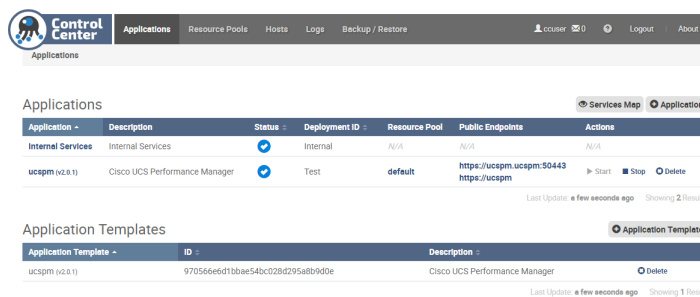 Control Center
Applications Resource Pools Hosts Logs Backup / Restore ccuser 0 Logout About
Applications
Applications Services Map Application
Application Description Status Deployment ID Resource Pool Public Endpoints Actions
Internal Services Internal Services Internal N/A N/A N/A
ucspm (v2.0.1) Cisco UCS Performance Manager Test default https://ucspm.ucspm:50443 Start Stop Delete
https://ucspm
Last Update: a few seconds ago Showing 2 Resul
Application Templates Application Template
Application Template ID Description
ucspm (v2.0.1) 970566e6d1bbae54bc028d295a8b9d0e Cisco UCS Performance Manager Delete
Last Update: a few seconds ago Showing 1 Res